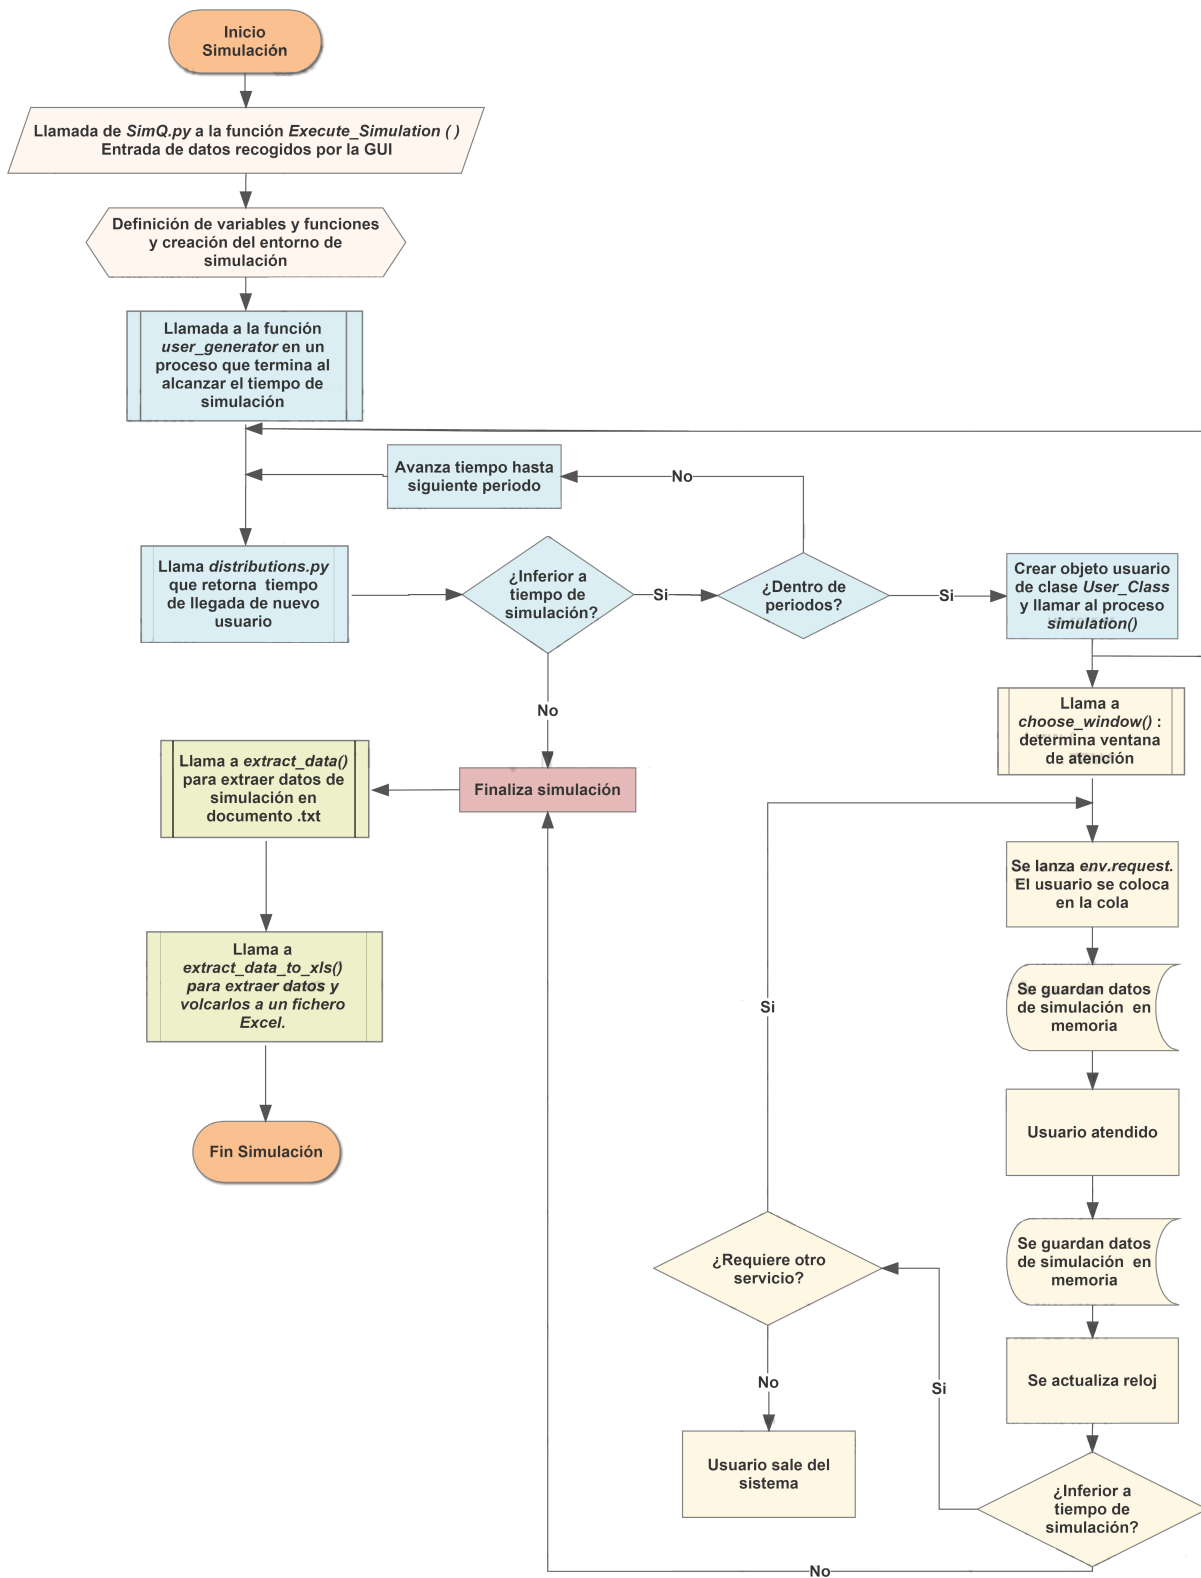 Inicio
Simulación
Llamada de SimQ.py a la función Execute_Simulation ( )
Entrada de datos recogidos por la GUI
Definición de variables y funciones
y creación del entorno de
simulación
Llamada a la función
user_generator en un
proceso que termina al
alcanzar el tiempo de
simulación
Avanza tiempo hasta
siguiente periodo
No
Llama distributions.py
que retorna tiempo
de llegada de nuevo
usuario
¿Inferior a
tiempo de
simulación?
Si
¿Dentro de
periodos?
Si
Crear objeto usuario
de clase User_Class
y llamar al proceso
simulation()
No
Llama a
choose_window() :
determina ventana
de atención
Llama a extract_data()
para extraer datos de
simulación en
documento .txt
Finaliza simulación
Se lanza env.request.
El usuario se coloca
en la cola
Llama a
extract_data_to_xls()
para extraer datos y
volcarlos a un fichero
Excel.
Si
Se guardan datos
de simulación en
memoria
Fin Simulación
Usuario atendido
¿Requiere otro
servicio?
Se guardan datos
de simulación en
memoria
No
Si
Se actualiza reloj
Usuario sale del
sistema
¿Inferior a
tiempo de
simulación?
No